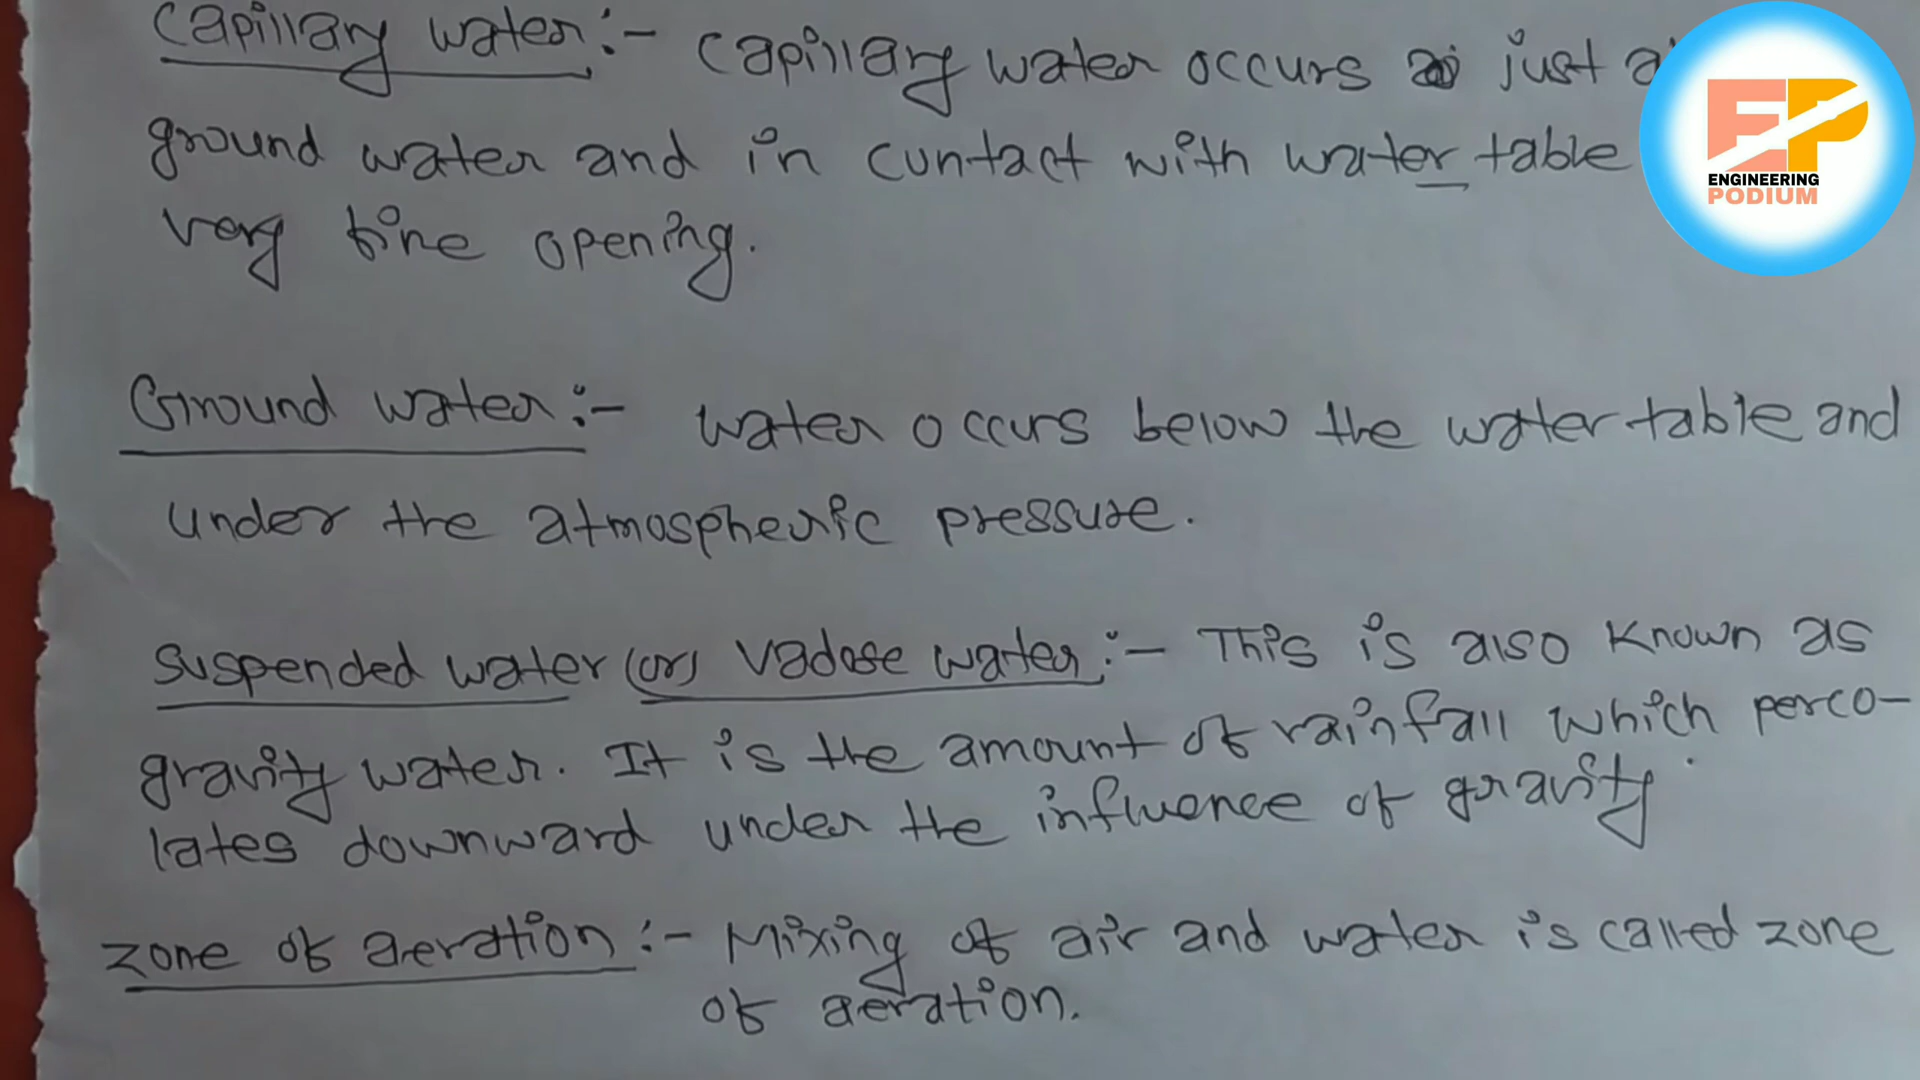 Capillary water:- Capillary water occurs as just
ground water and in contact with water table
very fine opening.
Ground water:- water occurs below the water table and
under the atmospheric pressure.
Suspended water (or) Vadose water:- This is also known as
gravity water. It is the amount of rainfall which perco-
lates downward under the influence of gravity
zone of aeration:- Mixing of air and water is called zone
of aeration.
EP
ENGINEERING
PODIUM